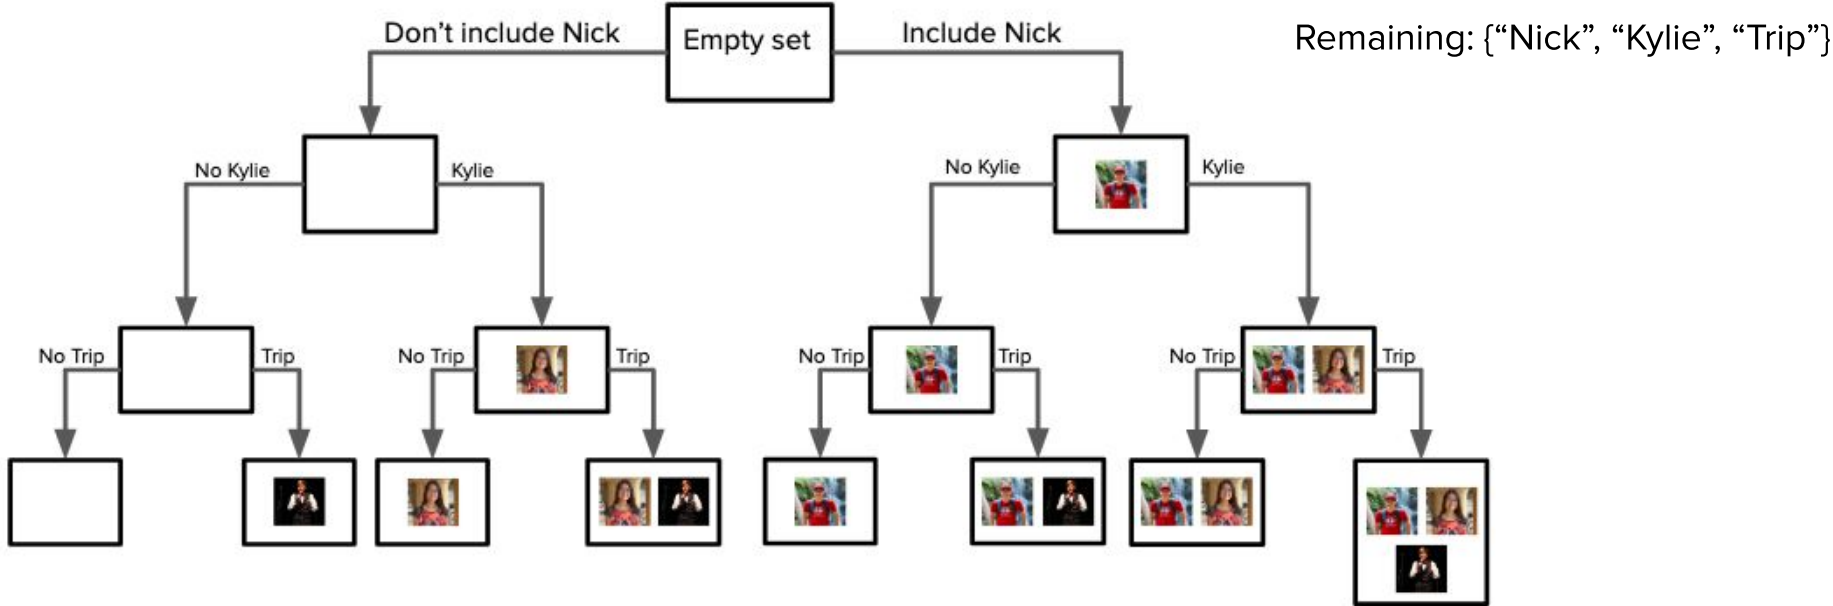 Don’t include Nick
Empty set
Include Nick
Remaining: {“Nick”, “Kylie”, “Trip”}
No Kylie
Kylie
No Kylie
Kylie
No Trip
Trip
No Trip
Trip
No Trip
Trip
No Trip
Trip